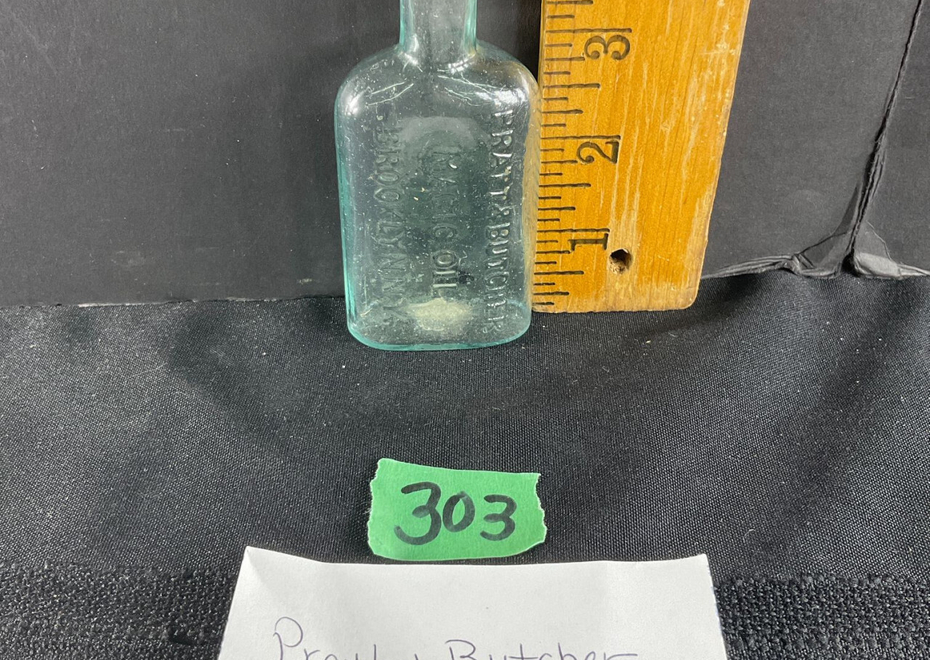 PRATT & BUTCHER
MAGIC OIL
BROOKLYN N.Y.
3
2
1
303
Pratt & Butcher